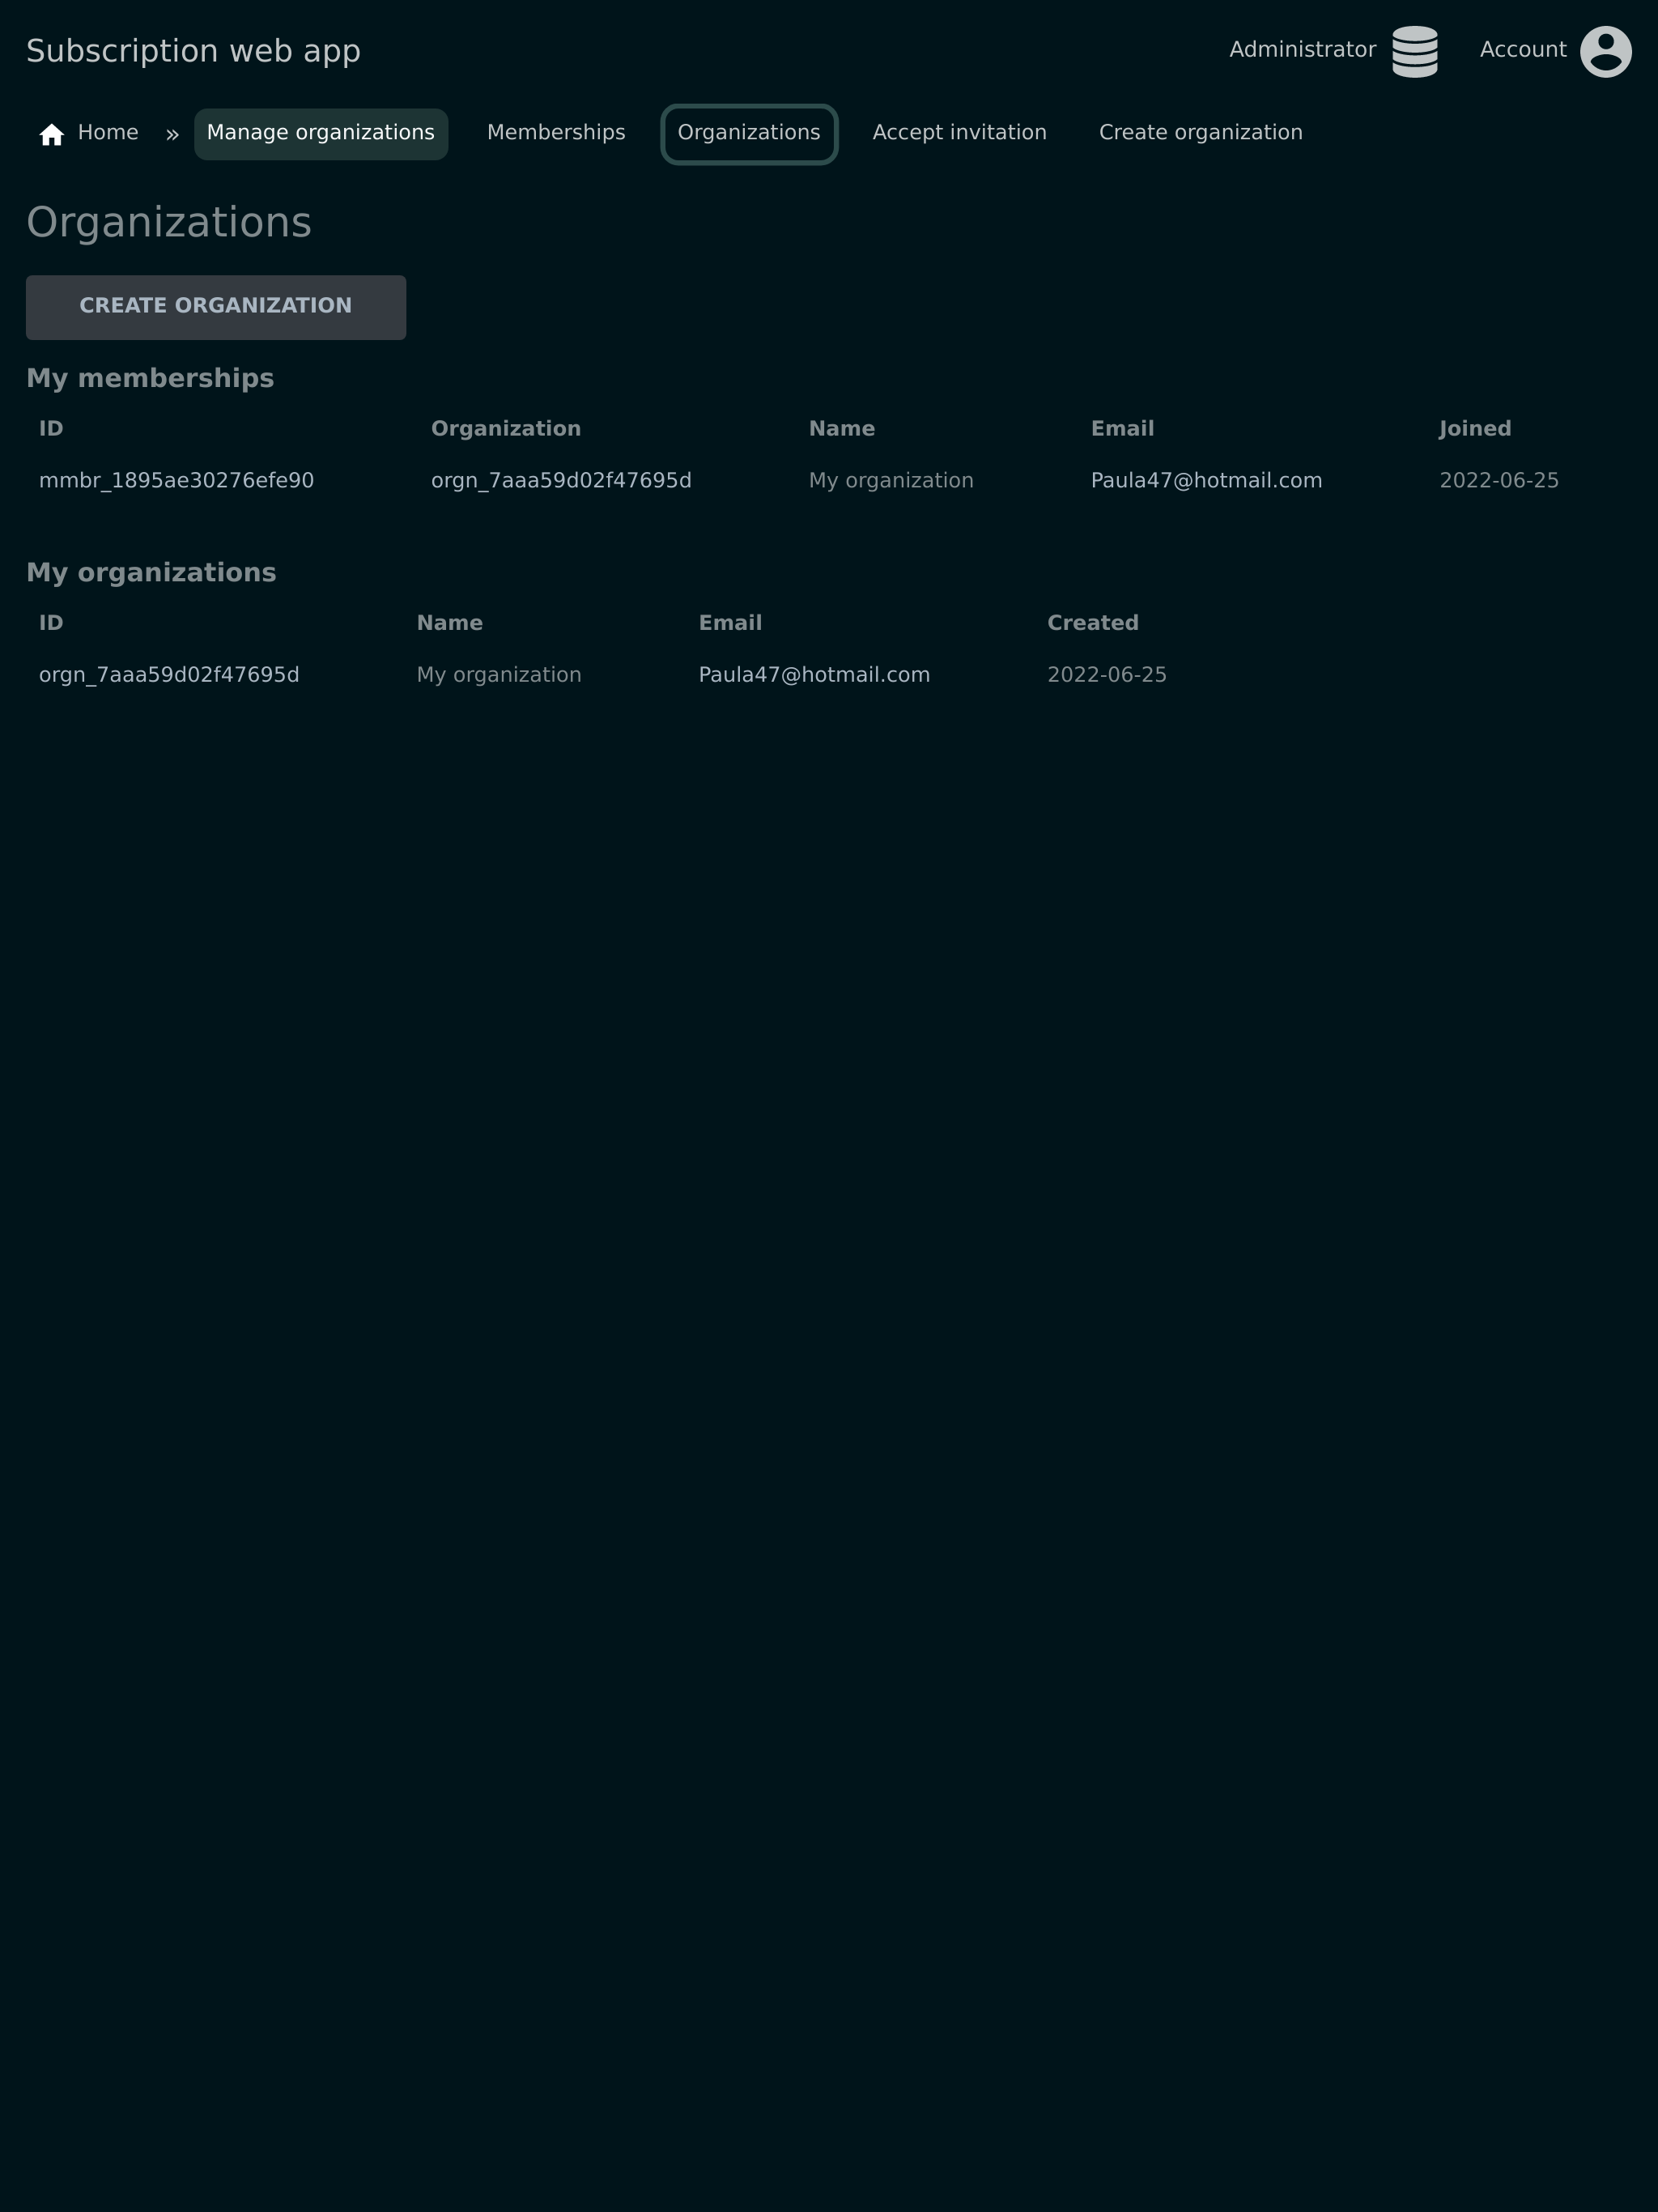 Subscription web app
Administrator
Account
Home » Manage organizations Memberships Organizations Accept invitation Create organization
Organizations
CREATE ORGANIZATION
My memberships
ID Organization Name Email Joined
mmbr_1895ae30276efe90 orgn_7aaa59d02f47695d My organization Paula47@hotmail.com 2022-06-25
My organizations
ID Name Email Created
orgn_7aaa59d02f47695d My organization Paula47@hotmail.com 2022-06-25